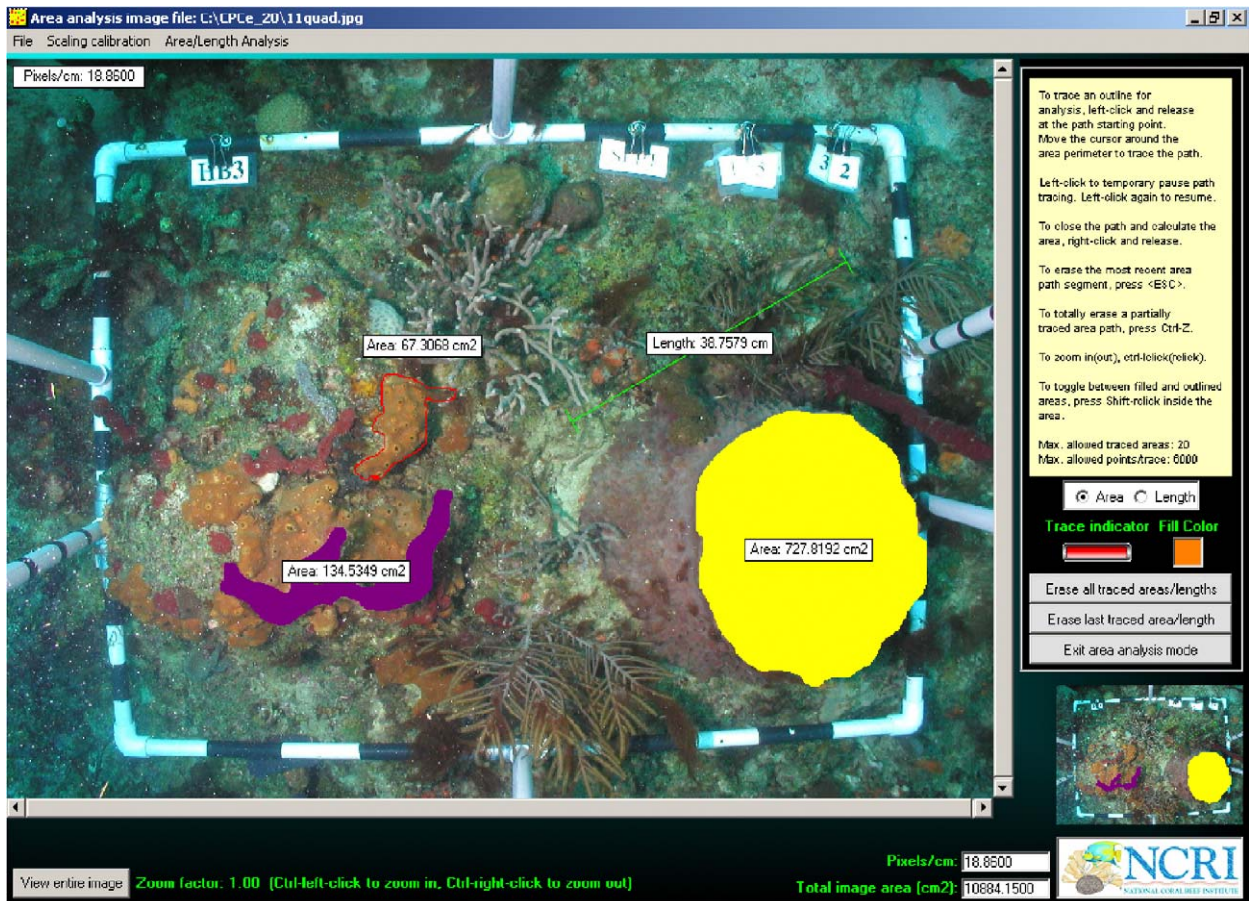 Area analysis image file: C:\CPCe_20\11quad.jpg
File Scaling calibration Area/Length Analysis
Pixels/cm: 18.8600
HB3
32
Area: 67.3068 cm2
Length: 38.7579 cm
Area: 727.8192 cm2
Area: 134.5349 cm2
To trace an outline for
analysis, left-click and release
at the path starting point.
Move the cursor around the
area perimeter to trace the path.
Left-click to temporary pause path
tracing. Left-click again to resume.
To close the path and calculate the
area, right-click and release.
To erase the most recent area
path segment, press <ESC>.
To totally erase a partially
traced area path, press Ctrl-Z.
To zoom in(out), ctrl-lclick(rclick).
To toggle between filled and outlined
areas, press Shift-rclick inside the
area.
Max. allowed traced areas: 20
Max. allowed points/trace: 6000
Area Length
Trace indicator Fill Color
Erase all traced areas/lengths
Erase last traced area/length
Exit area analysis mode
View entire image
Zoom factor: 1.00 (Ctrl-left-click to zoom in, Ctrl-right-click to zoom out)
Pixels/cm: 18.8600
Total image area (cm2): 10884.1500
NCRI
NATIONAL CORAL REEF INSTITUTE